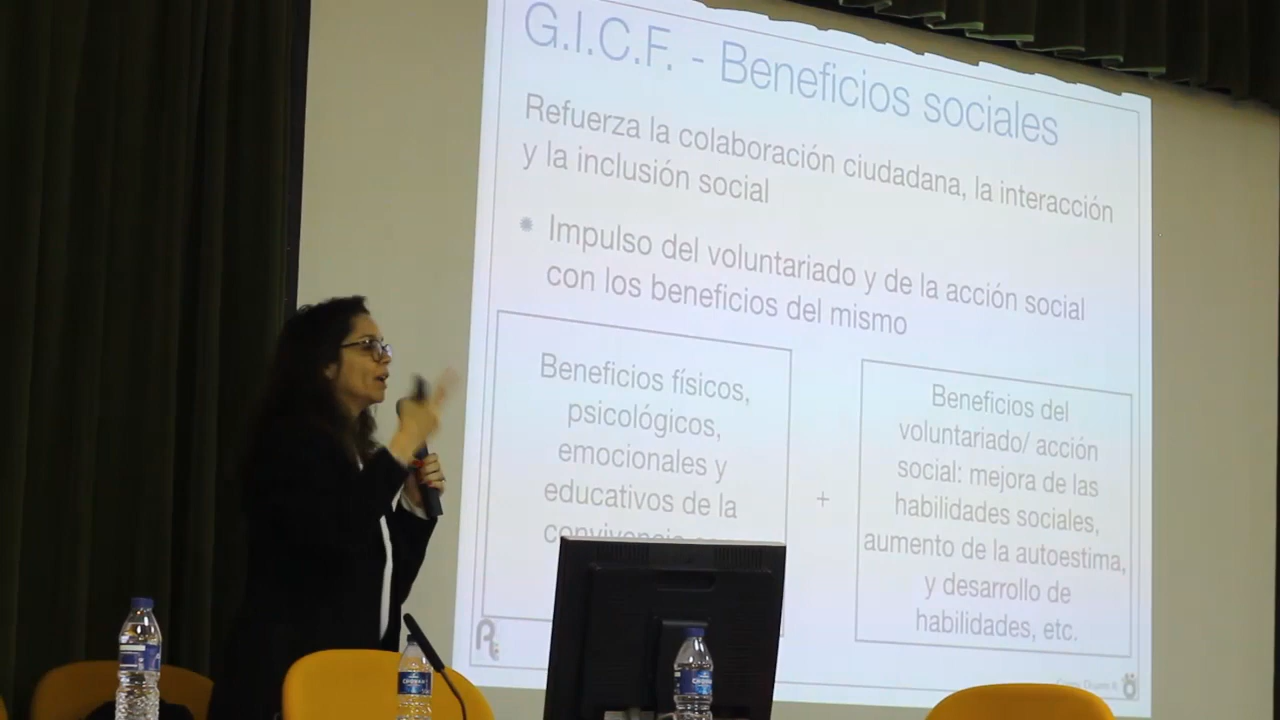 G.I.C.F. - Beneficios sociales
Refuerza la colaboración ciudadana, la interacción
y la inclusión social
Impulso del voluntariado y de la acción social
con los beneficios del mismo
Beneficios físicos,
psicológicos,
emocionales y
educativos de la
convivencia
+
Beneficios del
voluntariado/ acción
social: mejora de las
habilidades sociales,
aumento de la autoestima,
y desarrollo de
habilidades, etc.